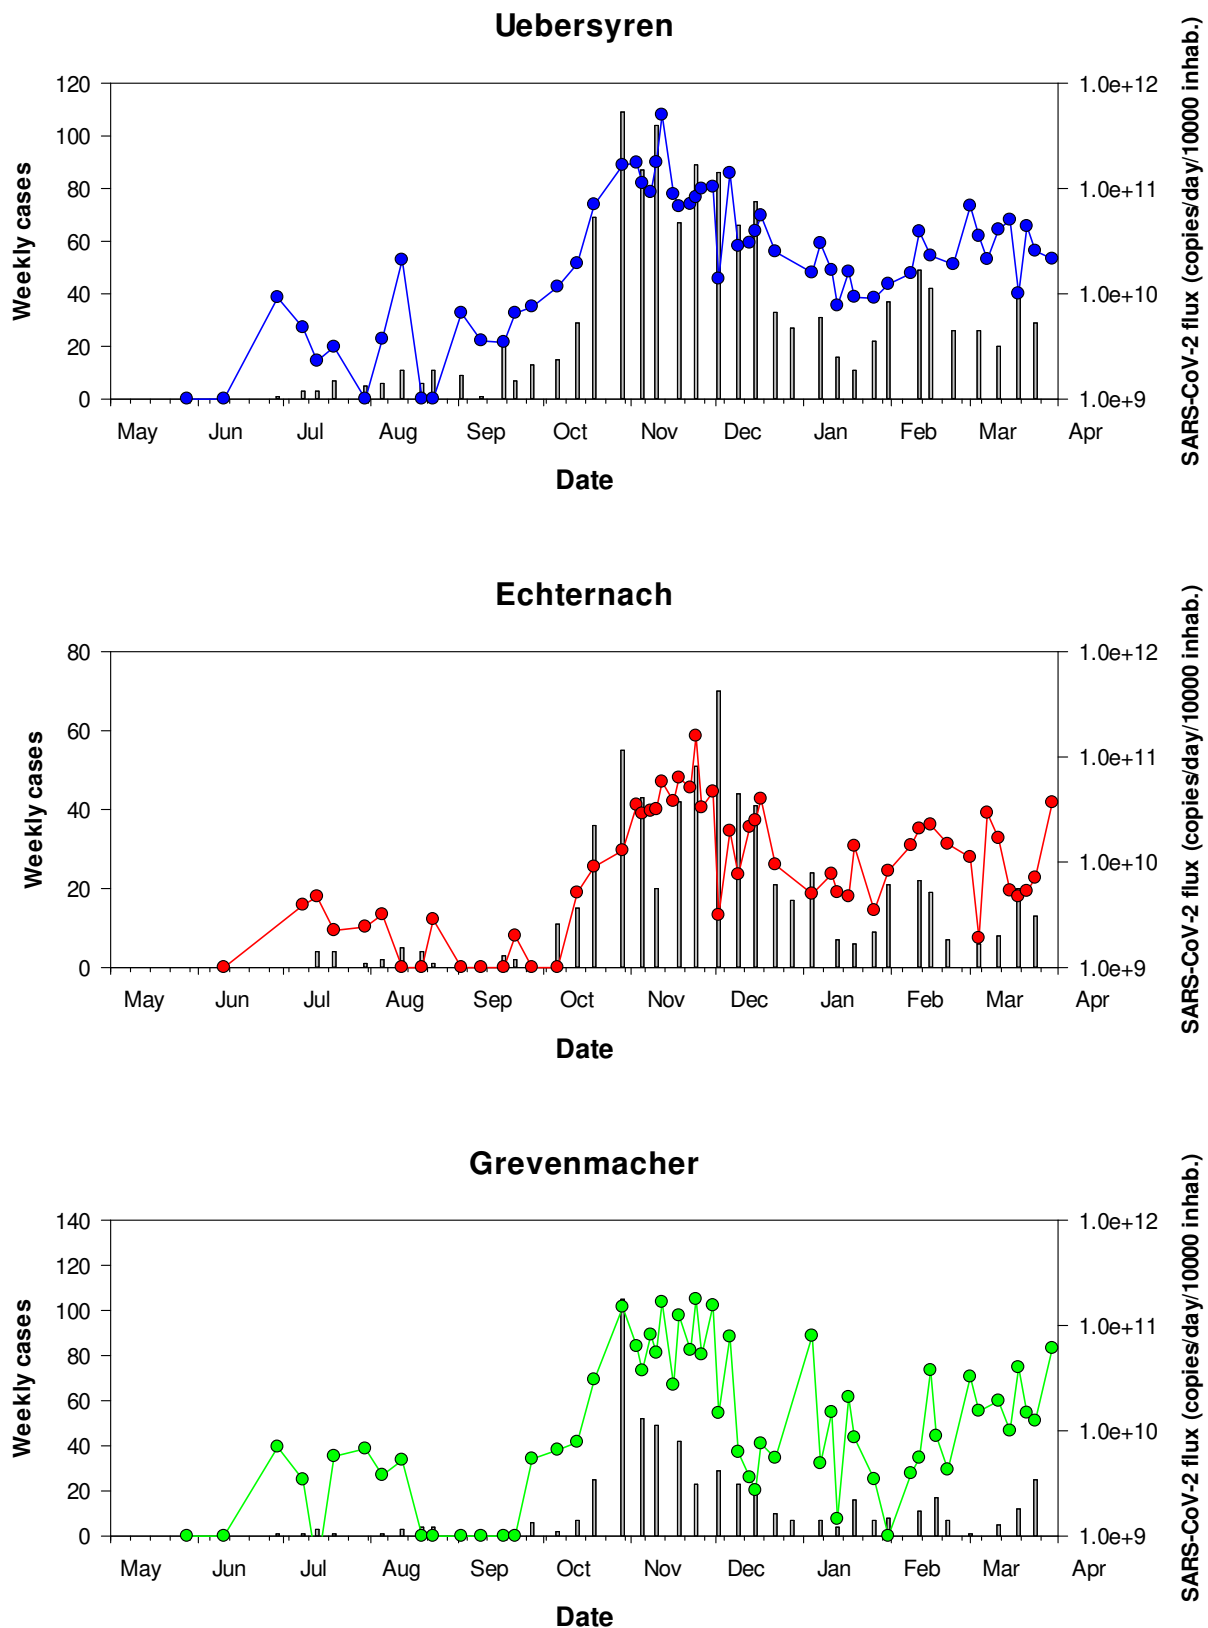 Uebersyren
120
100
80
60
40
20
0
Weekly cases
1.0e+12
1.0e+11
1.0e+10
1.0e+9
SARS-CoV-2 flux (copies/day/10000 inhab.)
May Jun Jul Aug Sep Oct Nov Dec Jan Feb Mar Apr
Date
Echternach
80
60
40
20
0
Weekly cases
1.0e+12
1.0e+11
1.0e+10
1.0e+9
SARS-CoV-2 flux (copies/day/10000 inhab.)
May Jun Jul Aug Sep Oct Nov Dec Jan Feb Mar Apr
Date
Grevenmacher
140
120
100
80
60
40
20
0
Weekly cases
1.0e+12
1.0e+11
1.0e+10
1.0e+9
SARS-CoV-2 flux (copies/day/10000 inhab.)
May Jun Jul Aug Sep Oct Nov Dec Jan Feb Mar Apr
Date